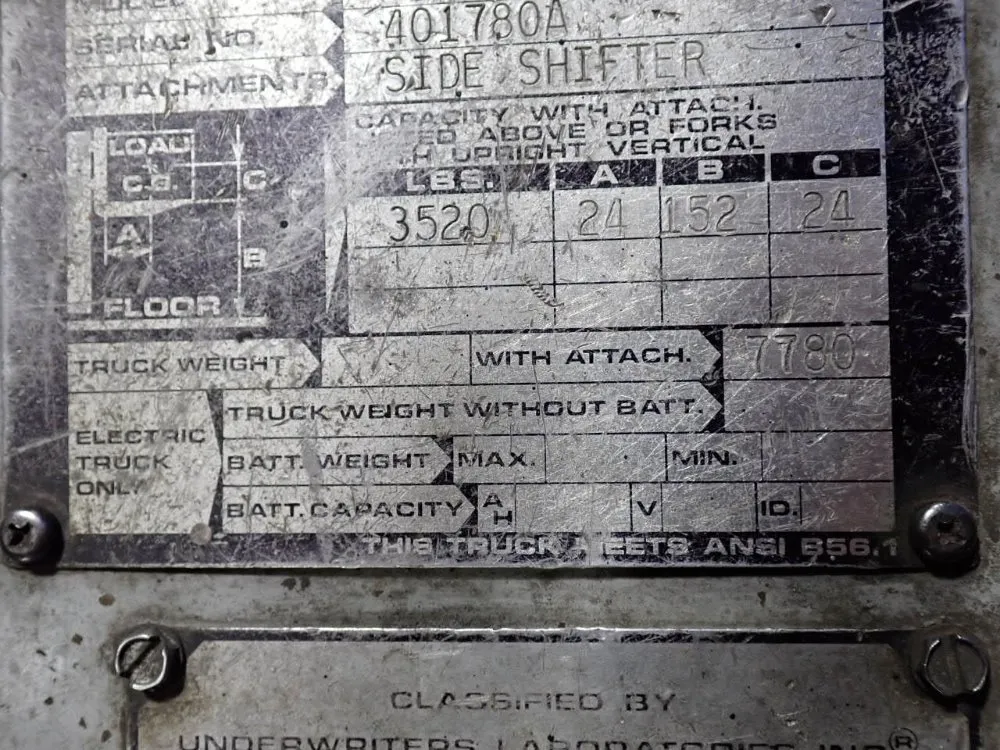 MODEL
SERIAL NO. 401780A
ATTACHMENTS SIDE SHIFTER
CAPACITY WITH ATTACH.
ABOVE OR FORKS
UPRIGHT VERTICAL
LOAD
C.G. C
A
B
FLOOR
LBS. A B C
3520 24 152 24
TRUCK WEIGHT WITH ATTACH. 7780
TRUCK WEIGHT WITHOUT BATT.
ELECTRIC
TRUCK
ONLY
BATT. WEIGHT MAX. MIN.
BATT. CAPACITY AH V ID.
THIS TRUCK MEETS ANSI B56.1
CLASSIFIED BY
UNDERWRITERS LABORATORIES ®